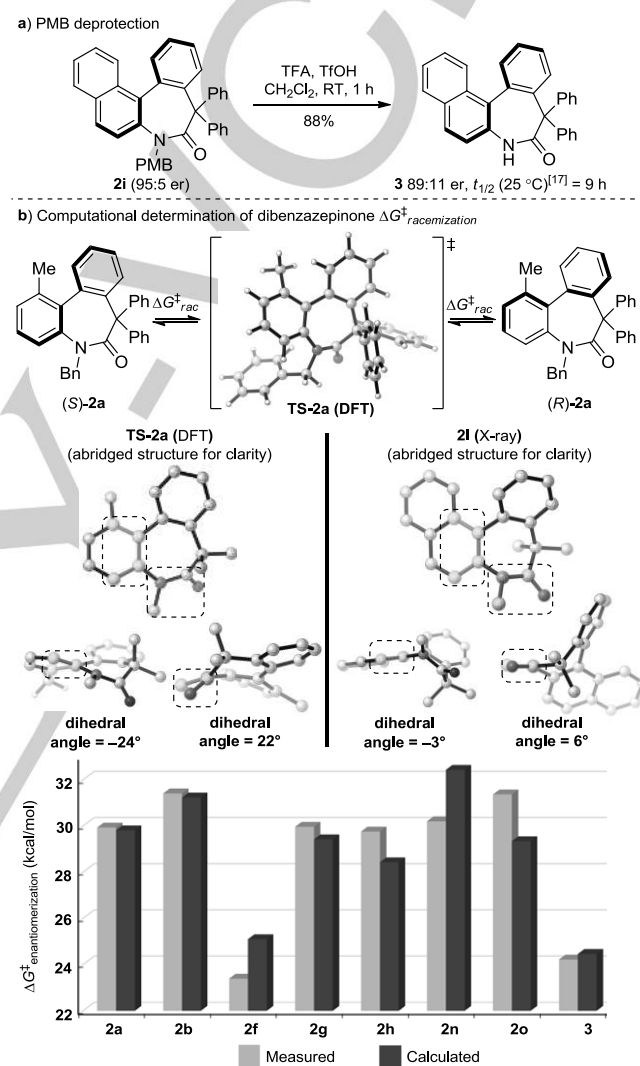 a) PMB deprotection
Ph
Ph
N
O
PMB
2i (95:5 er)
TFA, TfOH
CH2Cl2, RT, 1 h
88%
Ph
Ph
NH
O
3 89:11 er, t1/2 (25 °C)[17] = 9 h
b) Computational determination of dibenzazepinone ΔG‡racemization
Me
Ph
Ph
N
O
Bn
(S)-2a
ΔG‡rac
‡
TS-2a (DFT)
ΔG‡rac
Me
Ph
Ph
N
O
Bn
(R)-2a
TS-2a (DFT)
(abridged structure for clarity)
dihedral
angle = –24°
dihedral
angle = 22°
2l (X-ray)
(abridged structure for clarity)
dihedral
angle = –3°
dihedral
angle = 6°
ΔG‡enantiomerization (kcal/mol)
32
30
28
26
24
22
2a 2b 2f 2g 2h 2n 2o 3
Measured Calculated